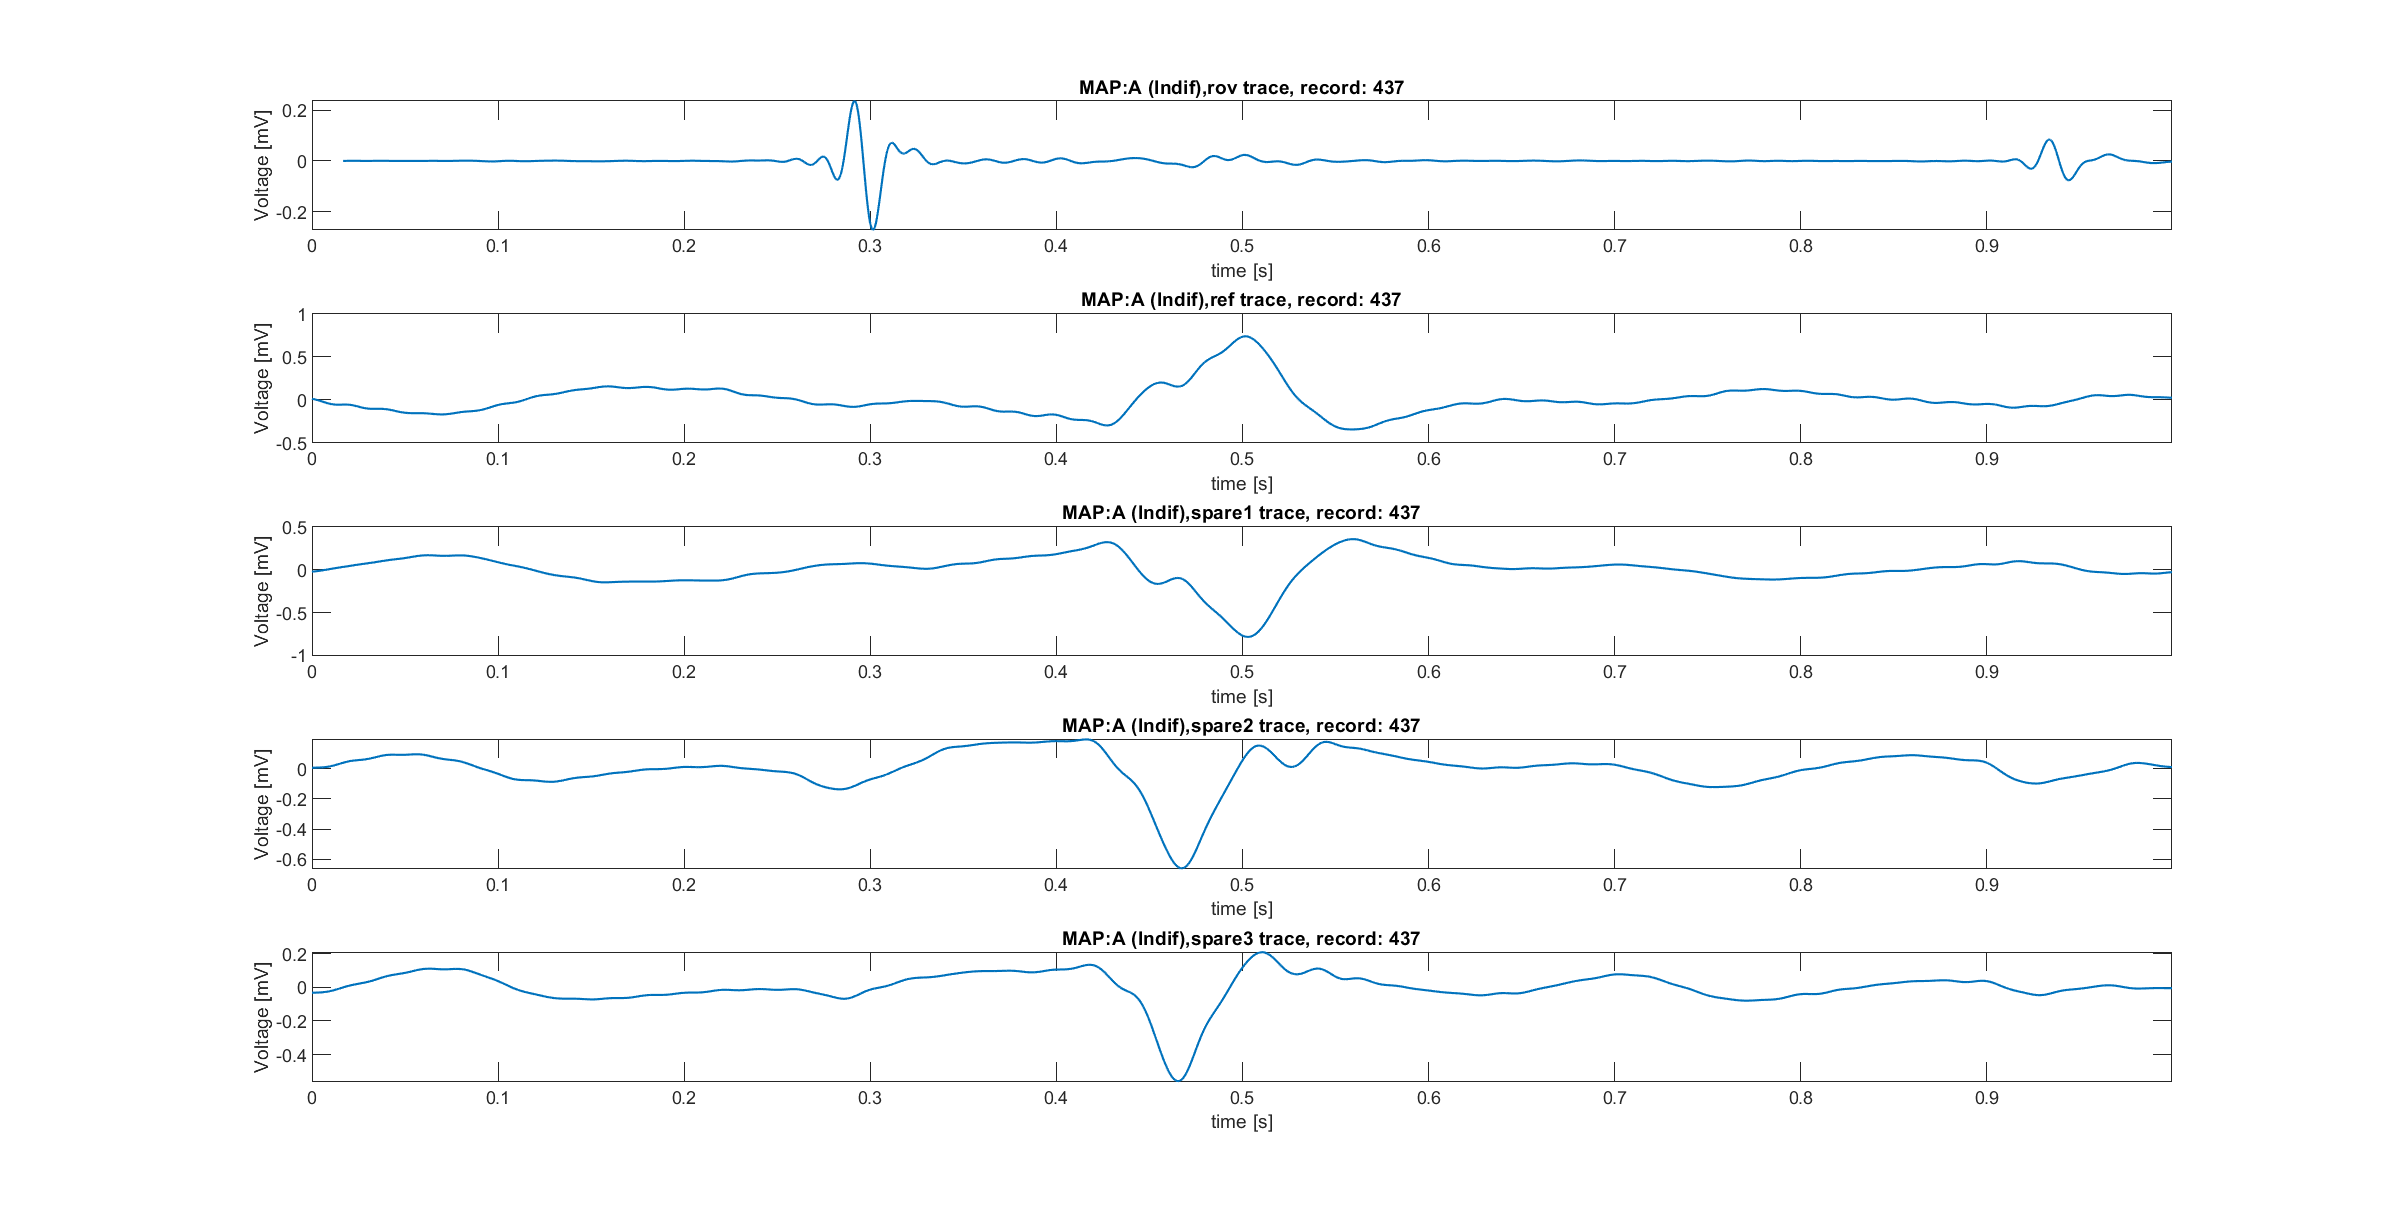 MAP:A (Indif),rov trace, record: 437
Voltage [mV]
0.2
0
-0.2
0 0.1 0.2 0.3 0.4 0.5 0.6 0.7 0.8 0.9
time [s]
MAP:A (Indif),ref trace, record: 437
Voltage [mV]
1
0.5
0
-0.5
0 0.1 0.2 0.3 0.4 0.5 0.6 0.7 0.8 0.9
time [s]
MAP:A (Indif),spare1 trace, record: 437
Voltage [mV]
0.5
0
-0.5
-1
0 0.1 0.2 0.3 0.4 0.5 0.6 0.7 0.8 0.9
time [s]
MAP:A (Indif),spare2 trace, record: 437
Voltage [mV]
0
-0.2
-0.4
-0.6
0 0.1 0.2 0.3 0.4 0.5 0.6 0.7 0.8 0.9
time [s]
MAP:A (Indif),spare3 trace, record: 437
Voltage [mV]
0.2
0
-0.2
-0.4
0 0.1 0.2 0.3 0.4 0.5 0.6 0.7 0.8 0.9
time [s]